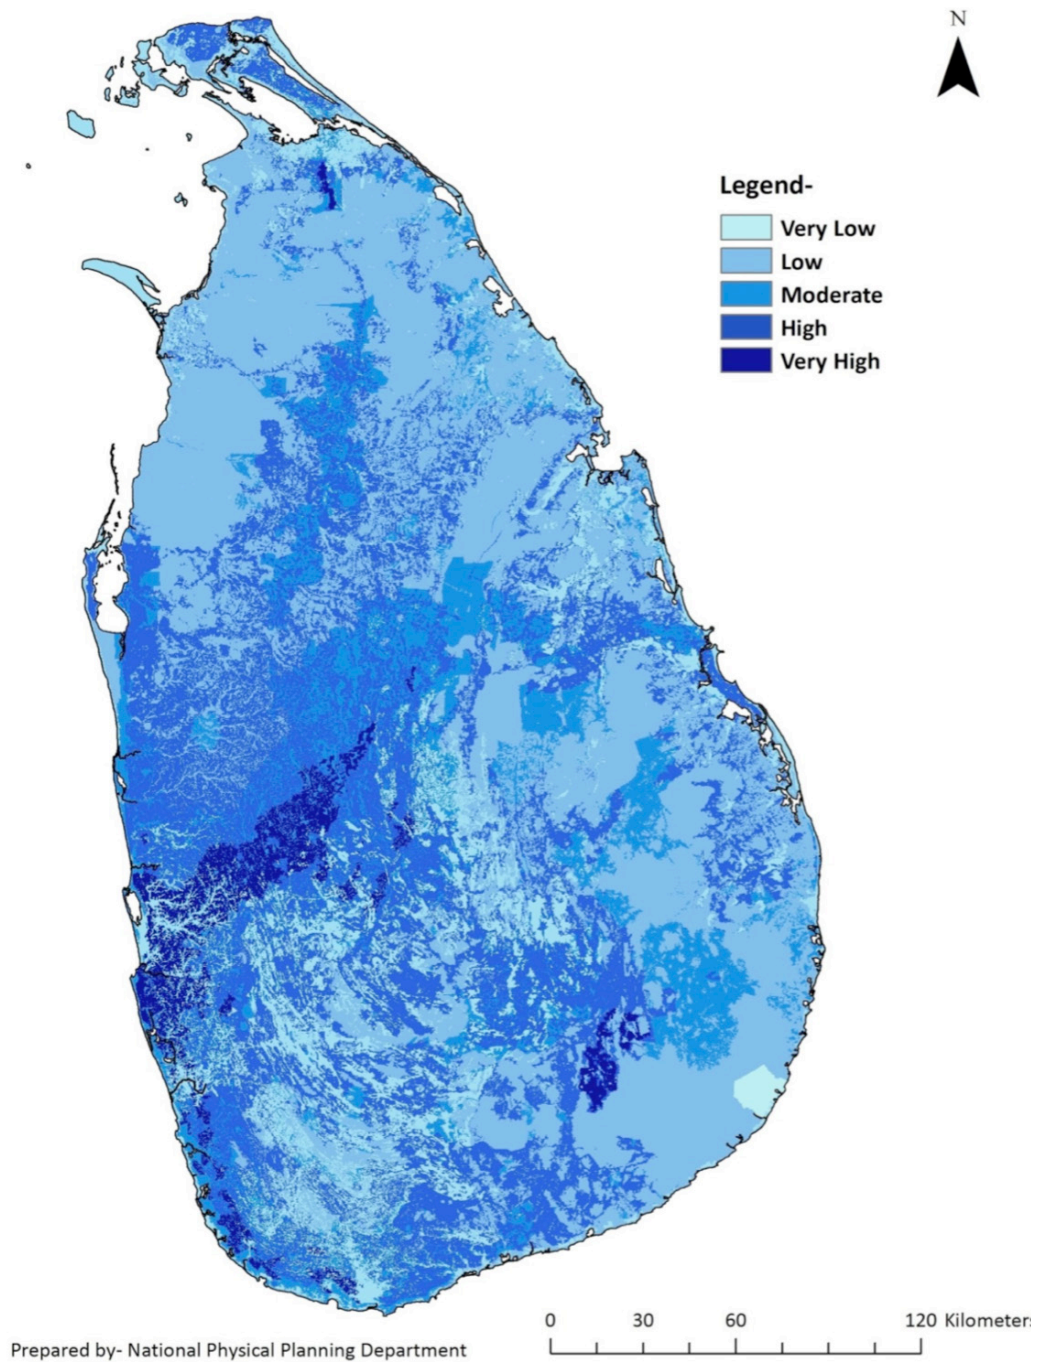 N
Legend-
Very Low
Low
Moderate
High
Very High
0 30 60 120 Kilometers
Prepared by- National Physical Planning Department